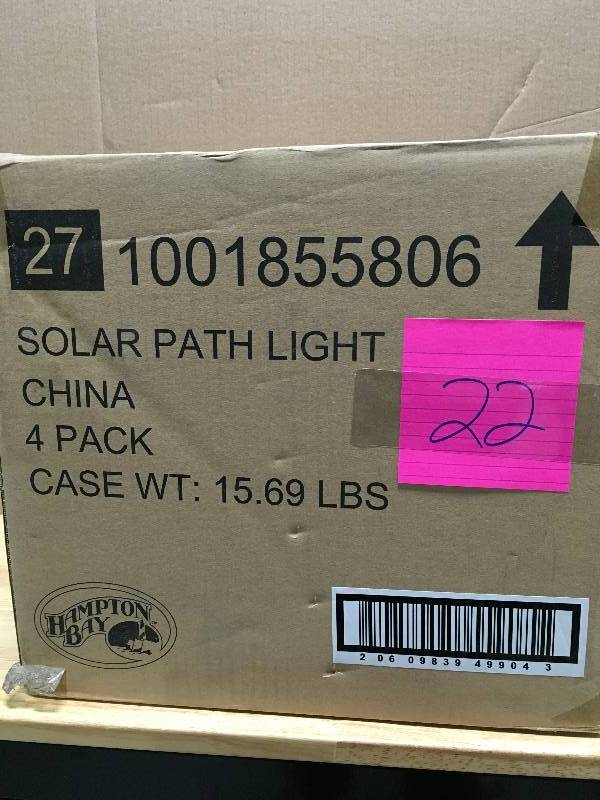 27 1001855806
SOLAR PATH LIGHT
CHINA
4 PACK
CASE WT: 15.69 LBS
22
HAMPTON
BAY
2 06 09839 49904 3